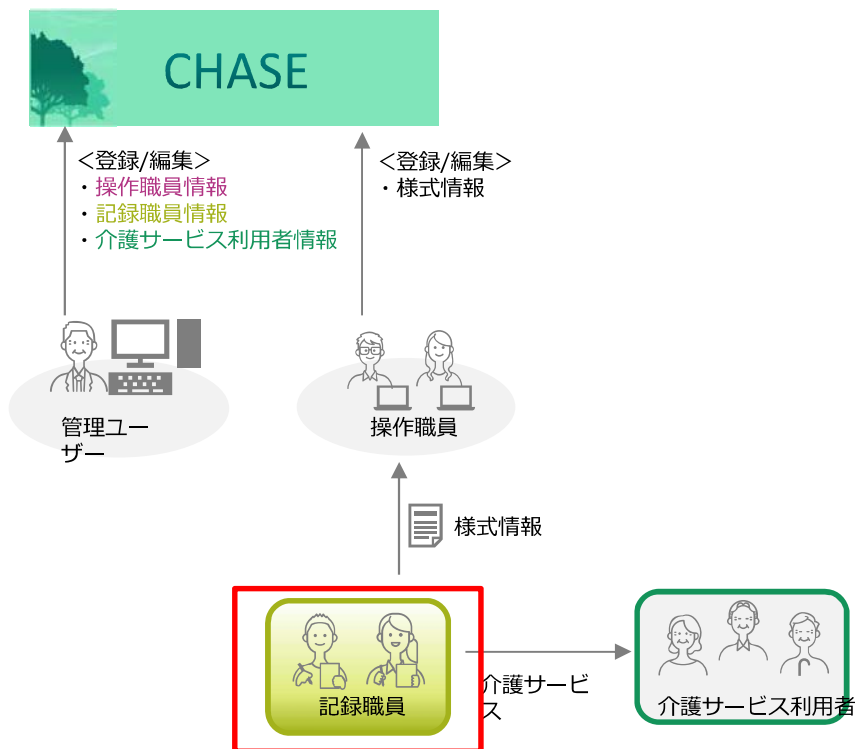 CHASE
＜登録/編集＞
・操作職員情報
・記録職員情報
・介護サービス利用者情報
＜登録/編集＞
・様式情報
管理ユー
ザー
操作職員
様式情報
記録職員
介護サービ
ス
介護サービス利用者